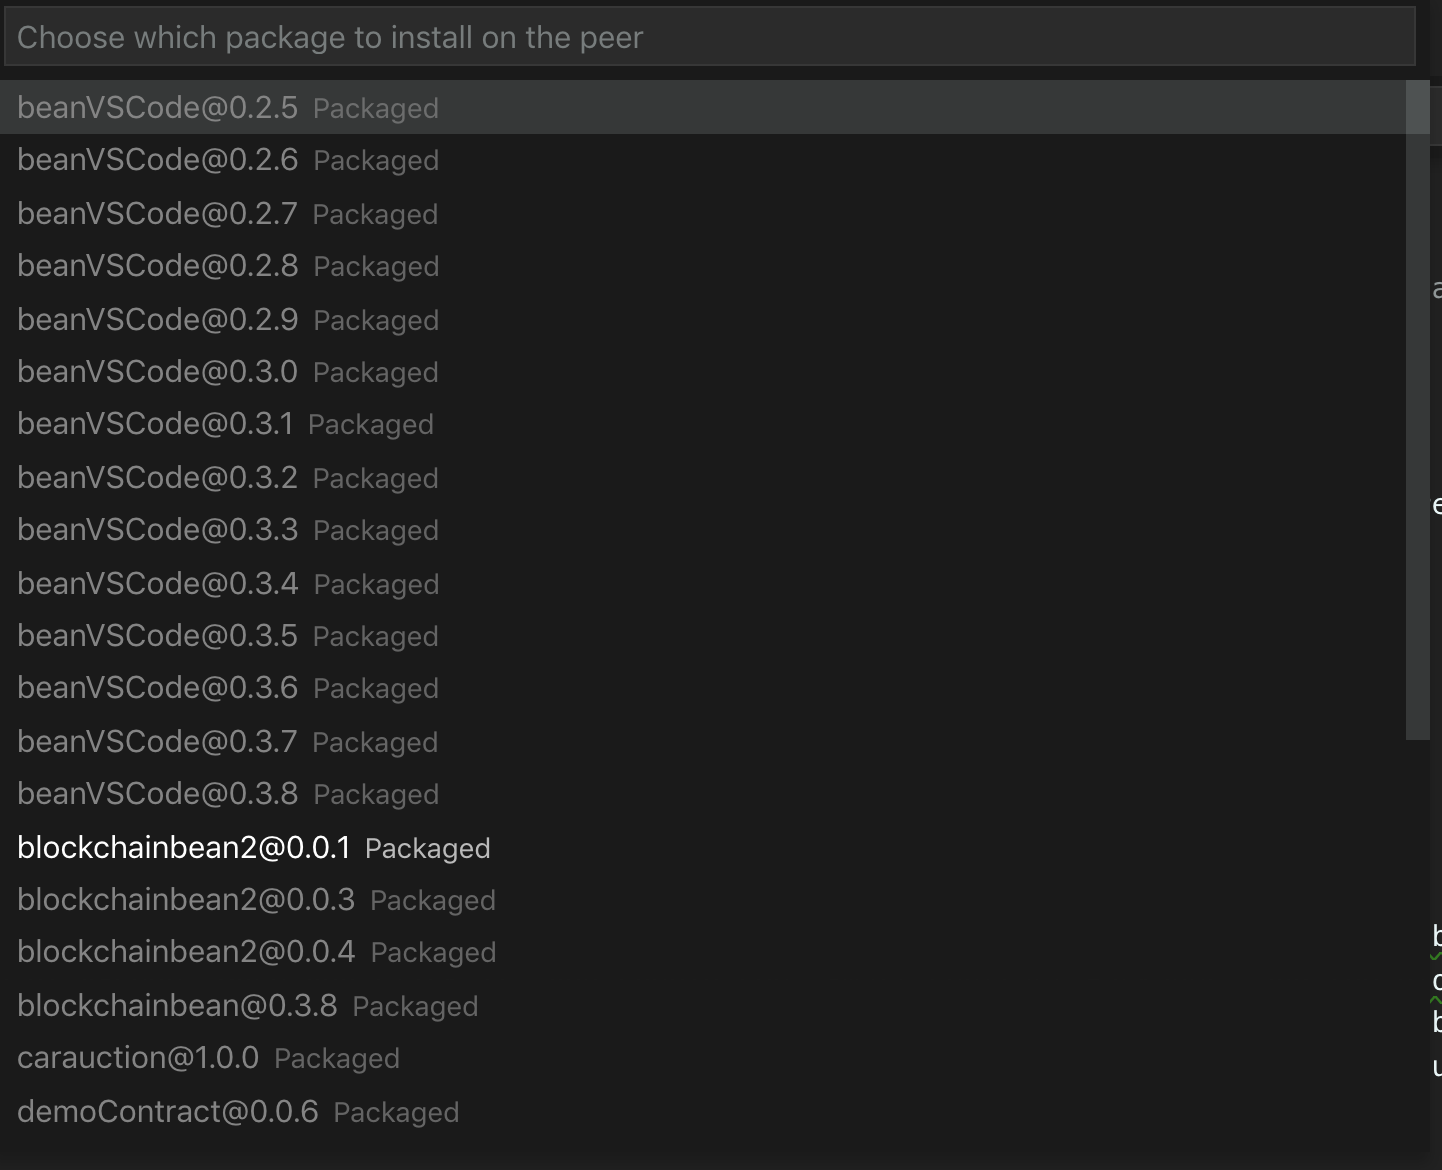 Choose which package to install on the peer
beanVSCode@0.2.5 Packaged
beanVSCode@0.2.6 Packaged
beanVSCode@0.2.7 Packaged
beanVSCode@0.2.8 Packaged
beanVSCode@0.2.9 Packaged
beanVSCode@0.3.0 Packaged
beanVSCode@0.3.1 Packaged
beanVSCode@0.3.2 Packaged
beanVSCode@0.3.3 Packaged
beanVSCode@0.3.4 Packaged
beanVSCode@0.3.5 Packaged
beanVSCode@0.3.6 Packaged
beanVSCode@0.3.7 Packaged
beanVSCode@0.3.8 Packaged
blockchainbean2@0.0.1 Packaged
blockchainbean2@0.0.3 Packaged
blockchainbean2@0.0.4 Packaged
blockchainbean@0.3.8 Packaged
carauction@1.0.0 Packaged
demoContract@0.0.6 Packaged